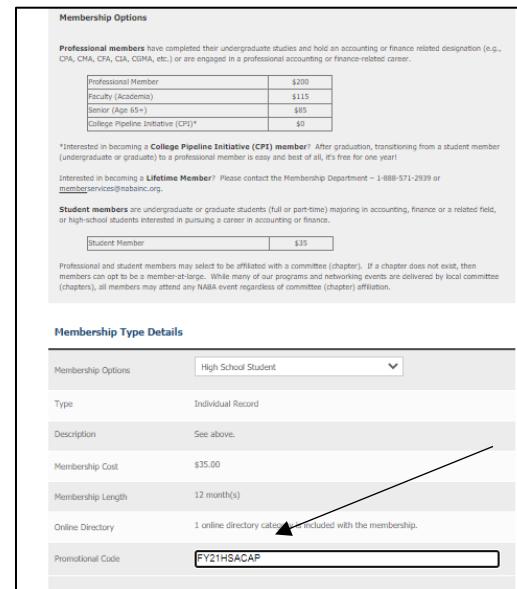 Membership Options
Professional members have completed their undergraduate studies and hold an accounting or finance related designation (e.g.,
CPA, CMA, CFA, CIA, CGMA, etc.) or are engaged in a professional accounting or finance-related career.
Professional Member $200
Faculty (Academia) $115
Senior (Age 65+) $85
College Pipeline Initiative (CPI)* $0
*Interested in becoming a College Pipeline Initiative (CPI) member? After graduation, transitioning from a student member
(undergraduate or graduate) to a professional member is easy and best of all, it's free for one year!
Interested in becoming a Lifetime Member? Please contact the Membership Department – 1-888-571-2939 or
memberservices@nabainc.org.
Student members are undergraduate or graduate students (full or part-time) majoring in accounting, finance or a related field,
or high-school students interested in pursuing a career in accounting or finance.
Student Member $35
Professional and student members may select to be affiliated with a committee (chapter). If a chapter does not exist, then
members can opt to be a member-at-large. While many of our programs and networking events are delivered by local committee
(chapters), all members may attend any NABA event regardless of committee (chapter) affiliation.
Membership Type Details
Membership Options High School Student
Type Individual Record
Description See above.
Membership Cost $35.00
Membership Length 12 month(s)
Online Directory 1 online directory category is included with the membership.
Promotional Code FY21HSACAP